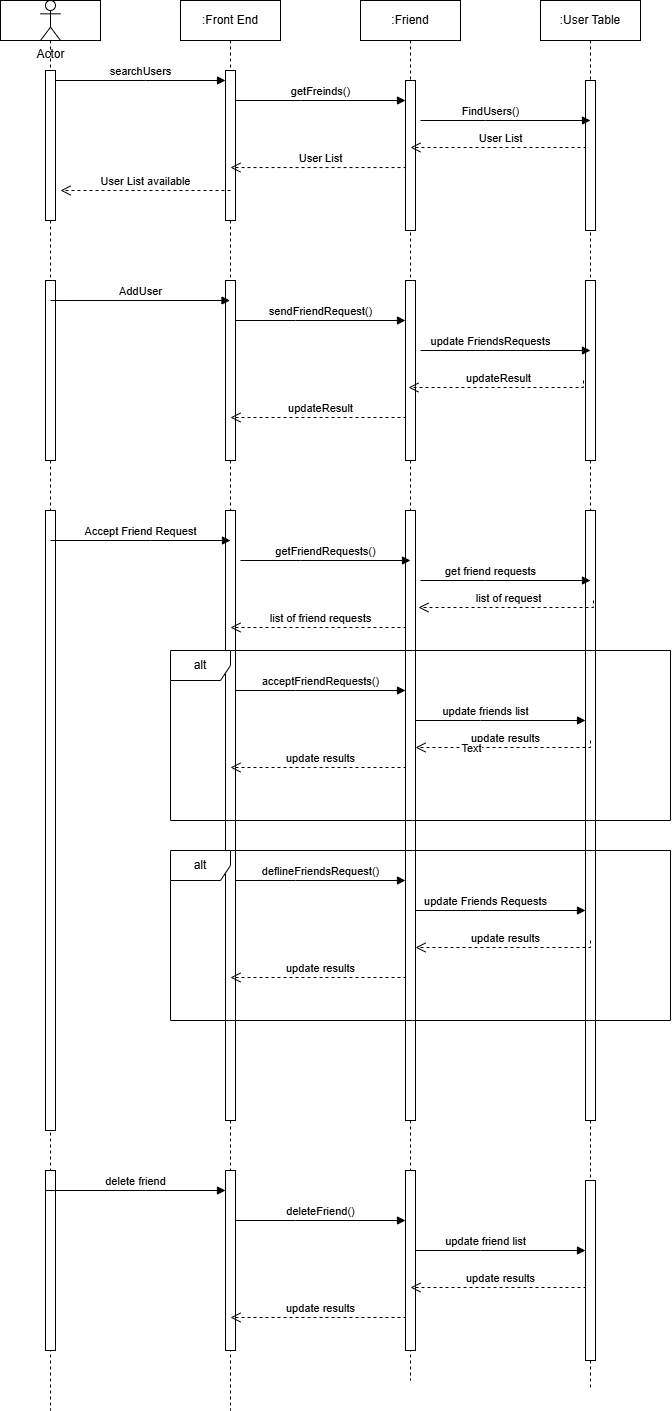 :Front End
:Friend
:User Table
Actor
searchUsers
getFreinds()
FindUsers()
User List
User List
User List available
AddUser
sendFriendRequest()
update FriendsRequests
updateResult
updateResult
Accept Friend Request
getFriendRequests()
get friend requests
list of request
list of friend requests
alt
acceptFriendRequests()
update friends list
update results
Text
update results
alt
deflineFriendsRequest()
update Friends Requests
update results
update results
delete friend
deleteFriend()
update friend list
update results
update results